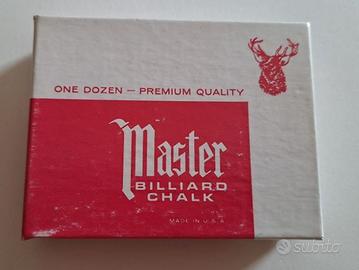 ONE DOZEN — PREMIUM QUALITY
Master
BILLIARD
CHALK
MADE IN U.S.A.
subito